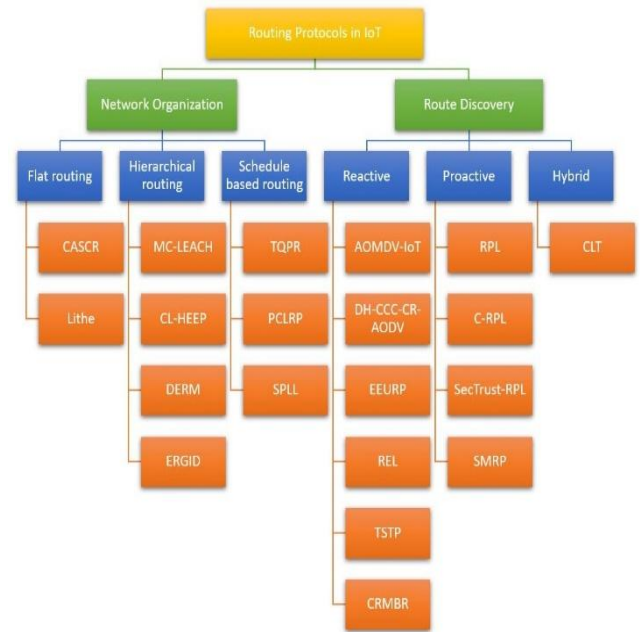 Routing Protocols in IoT
Network Organization
Route Discovery
Flat routing
Hierarchical
routing
Schedule
based routing
Reactive
Proactive
Hybrid
CASCR
MC-LEACH
TQPR
AOMDV-IoT
RPL
CLT
Lithe
CL-HEEP
PCLRP
DH-CCC-CR-
AODV
C-RPL
DERM
SPLL
EEURP
SecTrust-RPL
ERGID
REL
SMRP
TSTP
CRMBR